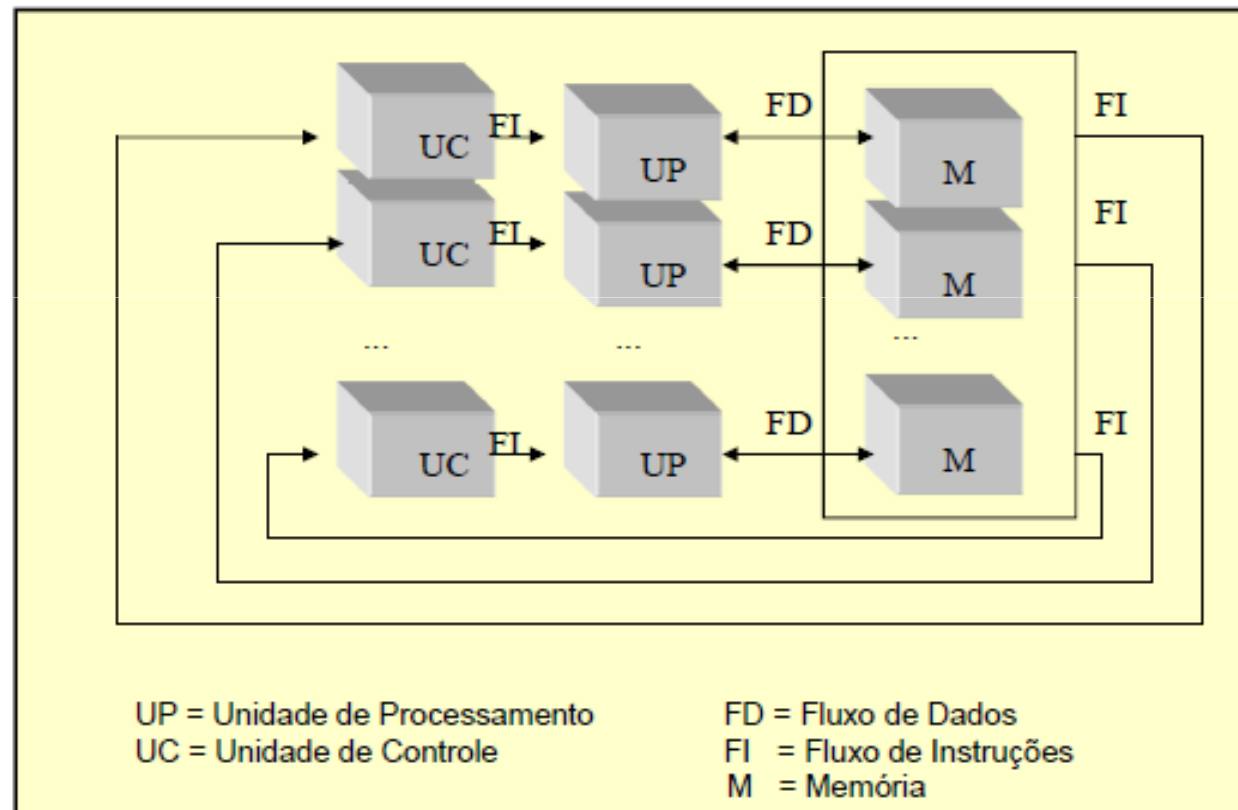 FD FI
UC FI UP M
FI
UC FI UP FD M
... ... ...
FD FI
UC FI UP M
UP = Unidade de Processamento
UC = Unidade de Controle
FD = Fluxo de Dados
FI = Fluxo de Instruções
M = Memória